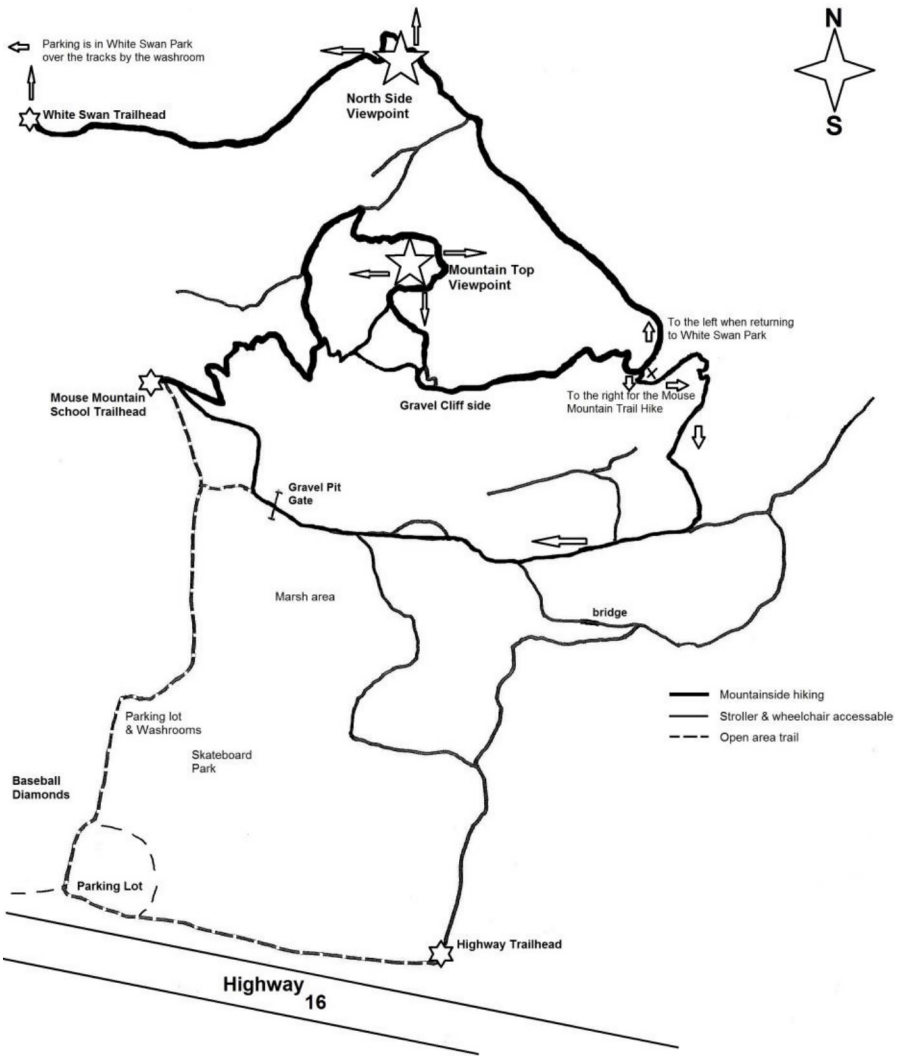 N
Parking is in White Swan Park
over the tracks by the washroom
White Swan Trailhead
North Side
Viewpoint
S
Mountain Top
Viewpoint
To the left when returning
to White Swan Park
Mouse Mountain
School Trailhead
Gravel Cliff side
To the right for the Mouse
Mountain Trail Hike
Gravel Pit
Gate
Marsh area
bridge
Mountainside hiking
Stroller & wheelchair accessable
Open area trail
Parking lot
& Washrooms
Skateboard
Park
Baseball
Diamonds
Parking Lot
Highway Trailhead
Highway
16